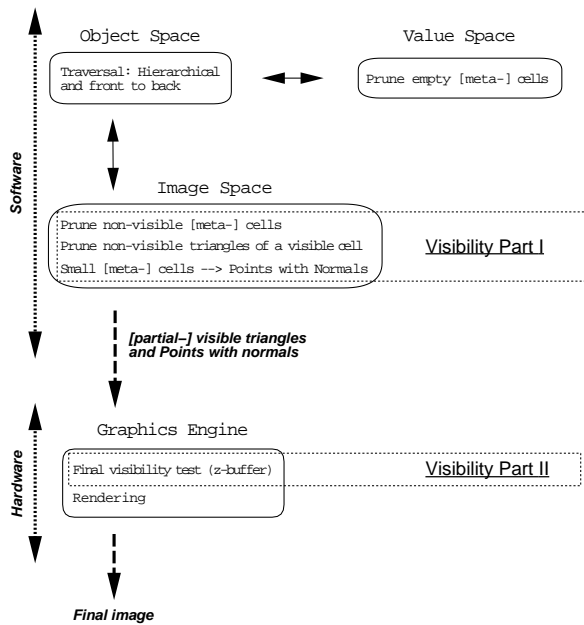 Object Space
Value Space
Traversal: Hierarchical
and front to back
Prune empty [meta-] cells
Software
Image Space
Prune non-visible [meta-] cells
Prune non-visible triangles of a visible cell
Small [meta-] cells --> Points with Normals
Visibility Part I
[partial–] visible triangles
and Points with normals
Hardware
Graphics Engine
Final visibility test (z-buffer)
Rendering
Visibility Part II
Final image